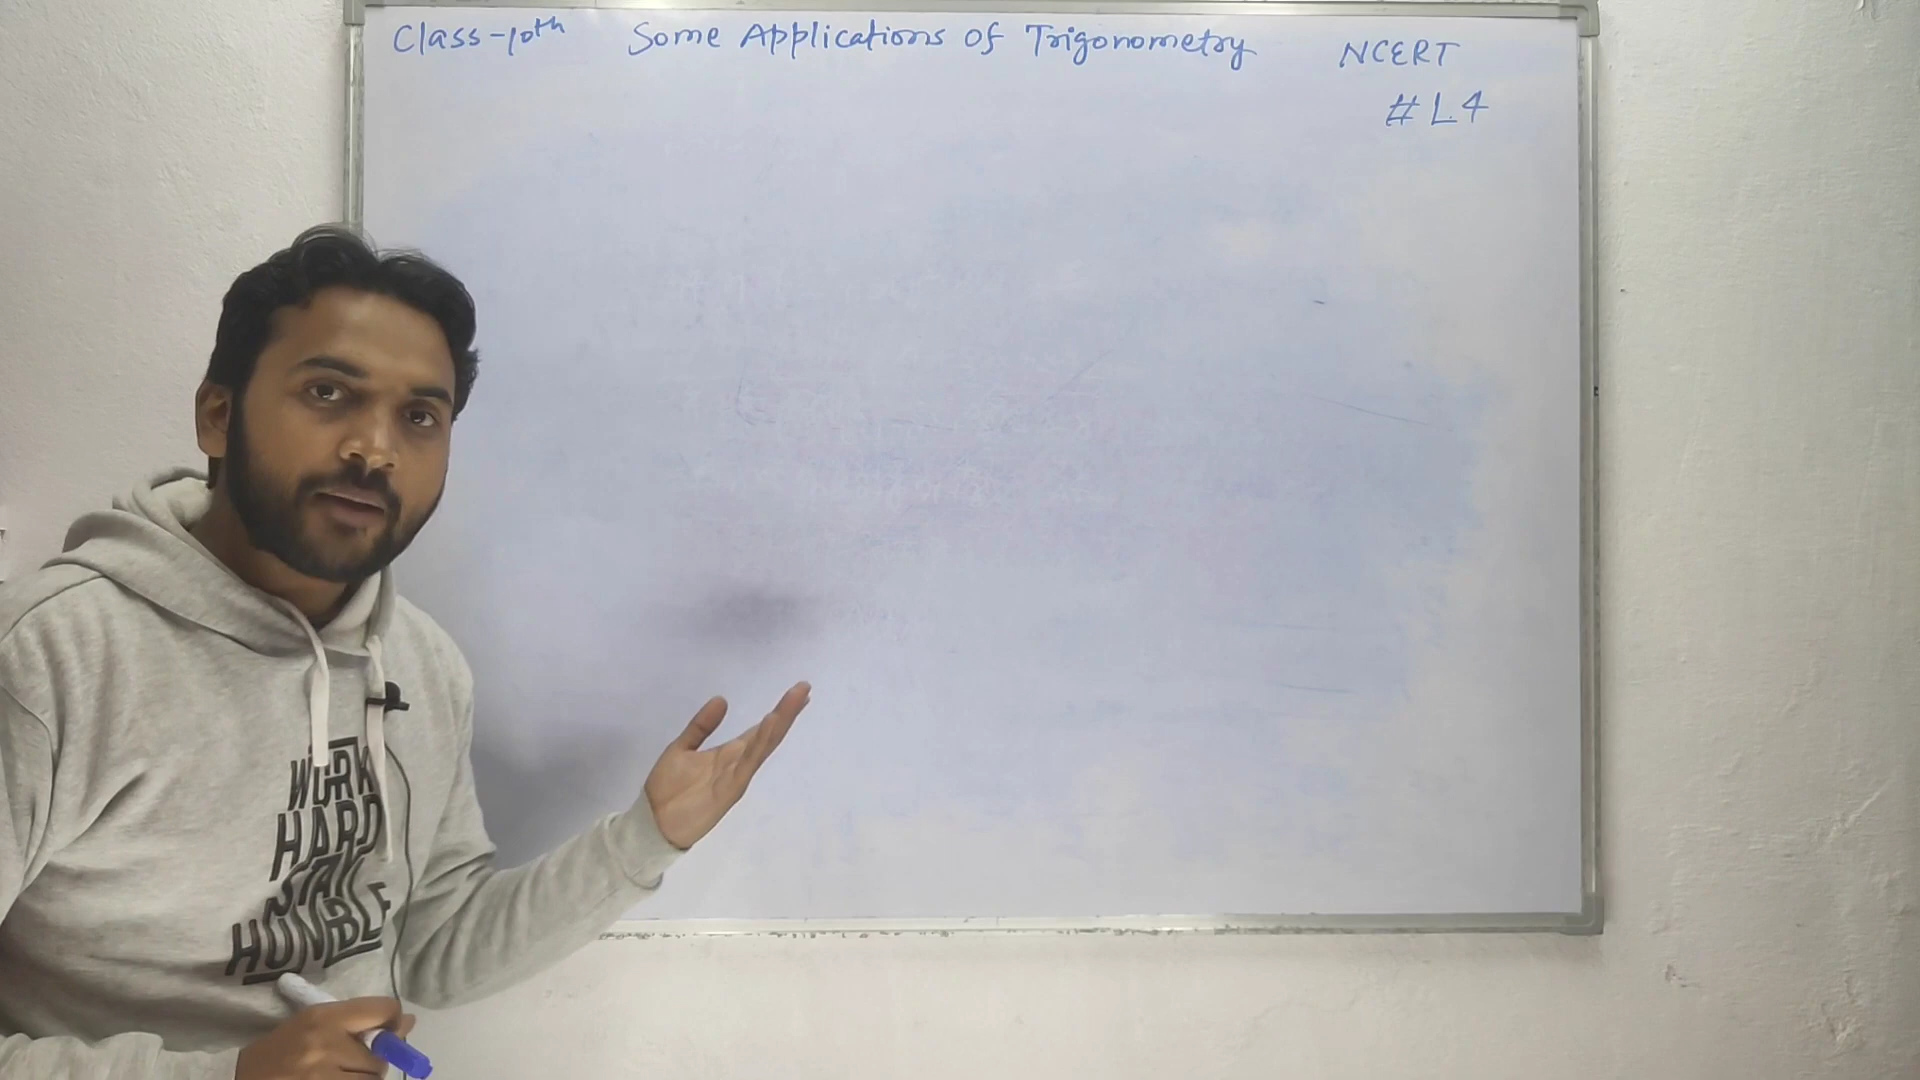 Class-10th Some Applications of Trigonometry NCERT
# L4
WORK
HARD
STAY
HUMBLE